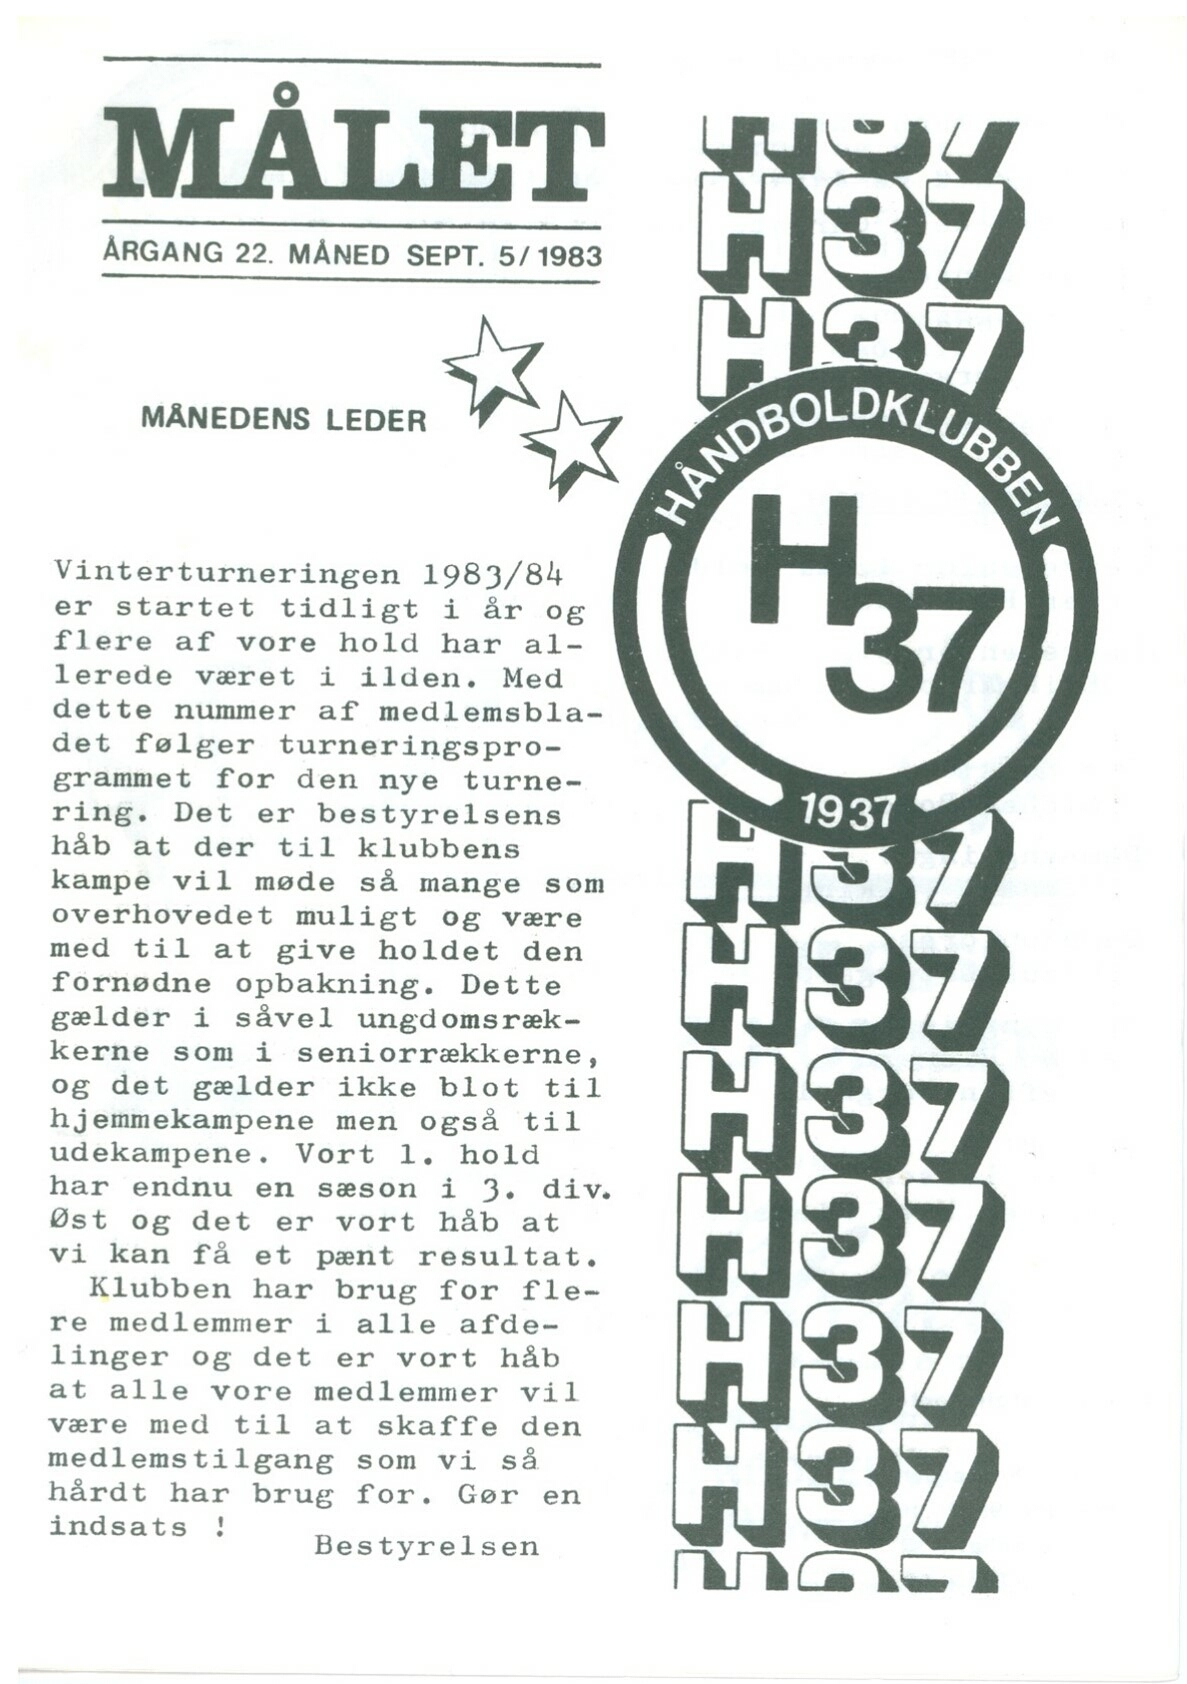 MÅLET
ÅRGANG 22. MÅNED SEPT. 5/1983
MÅNEDENS LEDER
Vinterturneringen 1983/84
er startet tidligt i år og
flere af vore hold har al-
lerede været i ilden. Med
dette nummer af medlemsbla-
det følger turneringspro-
grammet for den nye turne-
ring. Det er bestyrelsens
håb at der til klubbens
kampe vil møde så mange som
overhovedet muligt og være
med til at give holdet den
fornødne opbakning. Dette
gælder i såvel ungdomsræk-
kerne som i seniorrækkerne,
og det gælder ikke blot til
hjemmekampene men også til
udekampene. Vort 1. hold
har endnu en sæson i 3. div.
Øst og det er vort håb at
vi kan få et pænt resultat.
Klubben har brug for fle-
re medlemmer i alle afde-
linger og det er vort håb
at alle vore medlemmer vil
være med til at skaffe den
medlemstilgang som vi så
hårdt har brug for. Gør en
indsats !
Bestyrelsen
H37
H37
H37
HÅNDBOLDKLUBBEN
H37
1937
H37
H37
H37
H37
H37
H37
H37